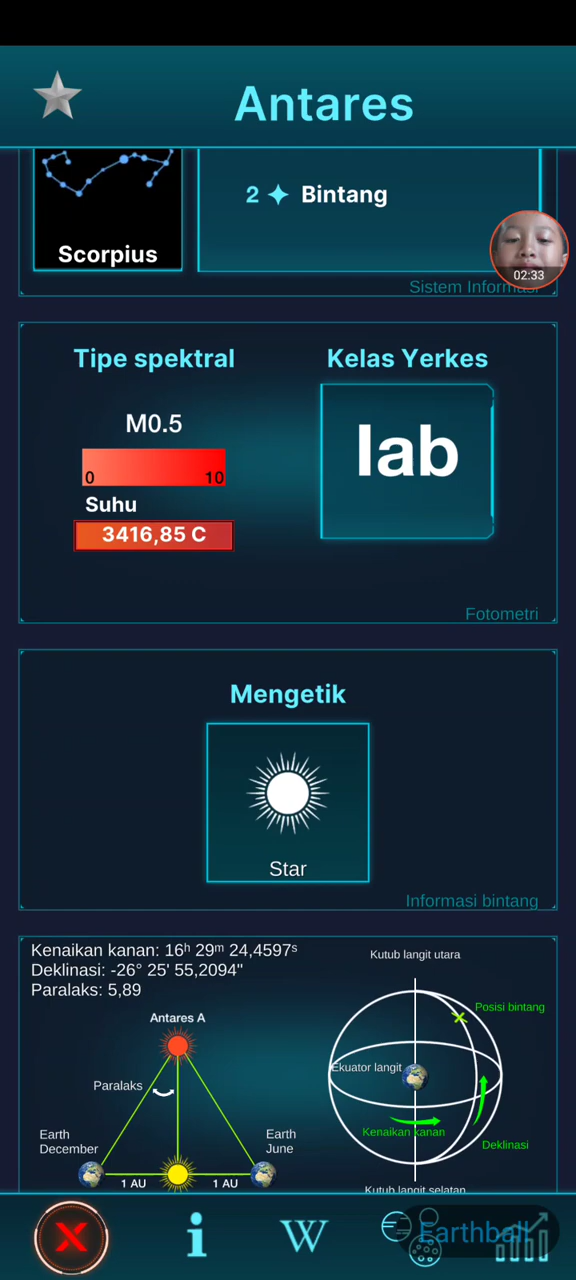 Antares
2 Bintang
Scorpius
02:33
Sistem Informasi
Tipe spektral
Kelas Yerkes
M0.5
Iab
0 10
Suhu
3416,85 C
Fotometri
Mengetik
Star
Informasi bintang
Kenaikan kanan: 16h 29m 24,4597s
Deklinasi: -26° 25' 55,2094"
Paralaks: 5,89
Kutub langit utara
Posisi bintang
Antares A
Ekuator langit
Paralaks
Kenaikan kanan
Deklinasi
Earth
December
Earth
June
1 AU
1 AU
Kutub langit selatan
X
i
W
Earthball